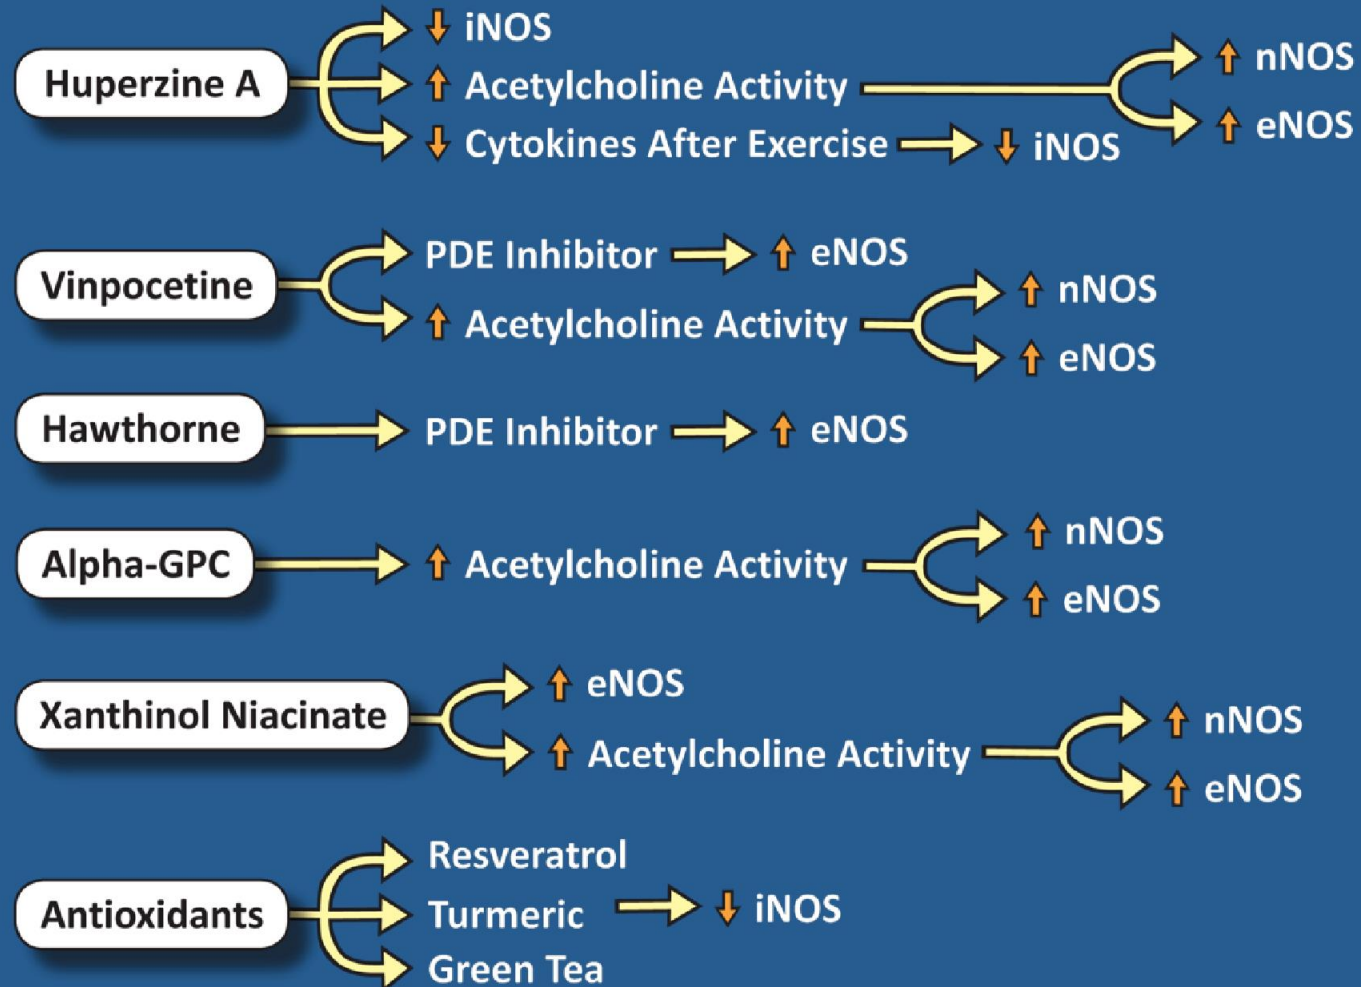 Huperzine A
iNOS
Acetylcholine Activity
nNOS
eNOS
Cytokines After Exercise
iNOS
Vinpocetine
PDE Inhibitor
eNOS
Acetylcholine Activity
nNOS
eNOS
Hawthorne
PDE Inhibitor
eNOS
Alpha-GPC
Acetylcholine Activity
nNOS
eNOS
Xanthinol Niacinate
eNOS
Acetylcholine Activity
nNOS
eNOS
Antioxidants
Resveratrol
Turmeric
Green Tea
iNOS